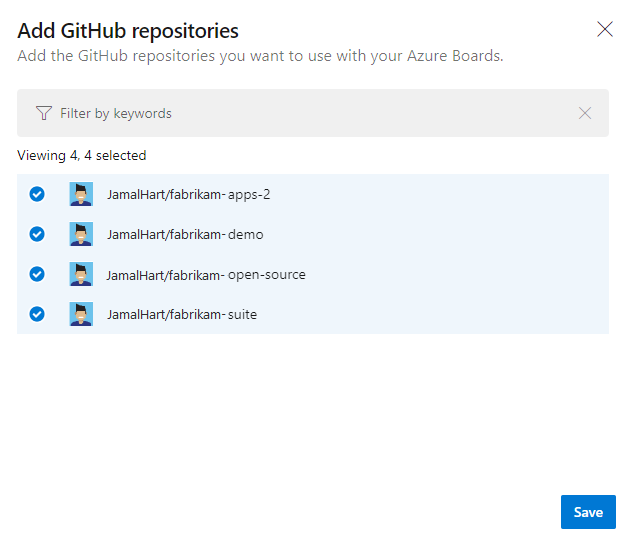 Add GitHub repositories
Add the GitHub repositories you want to use with your Azure Boards.
Filter by keywords
Viewing 4, 4 selected
JamalHart/fabrikam-apps-2
JamalHart/fabrikam-demo
JamalHart/fabrikam-open-source
JamalHart/fabrikam-suite
Save